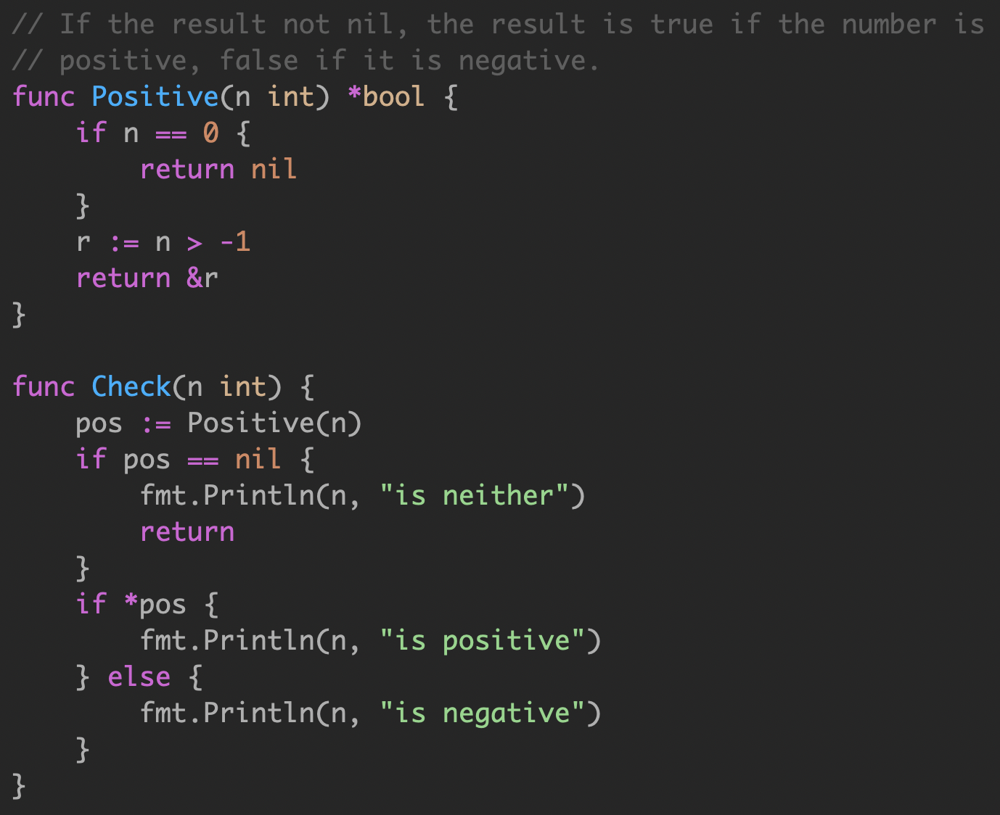 // If the result not nil, the result is true if the number is
// positive, false if it is negative.
func Positive(n int) *bool {
    if n == 0 {
        return nil
    }
    r := n > -1
    return &r
}

func Check(n int) {
    pos := Positive(n)
    if pos == nil {
        fmt.Println(n, "is neither")
        return
    }
    if *pos {
        fmt.Println(n, "is positive")
    } else {
        fmt.Println(n, "is negative")
    }
}